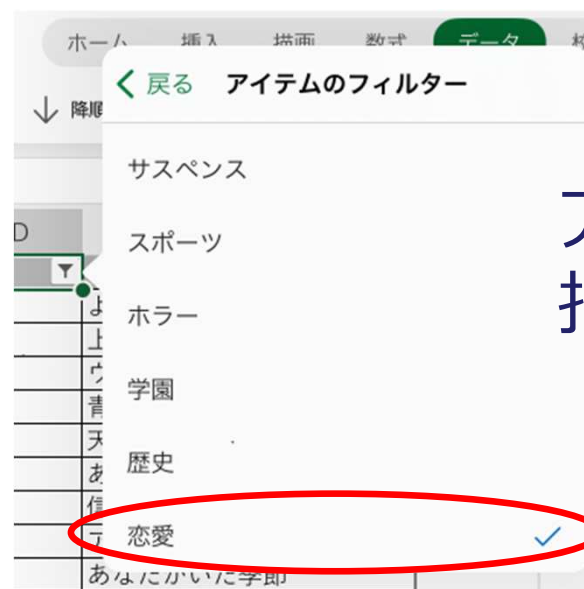 ホーム 挿入 描画 数式 データ
戻る アイテムのフィルター
降順
サスペンス
D
スポーツ
ホラー
学園
歴史
恋愛
あなたがいた季節